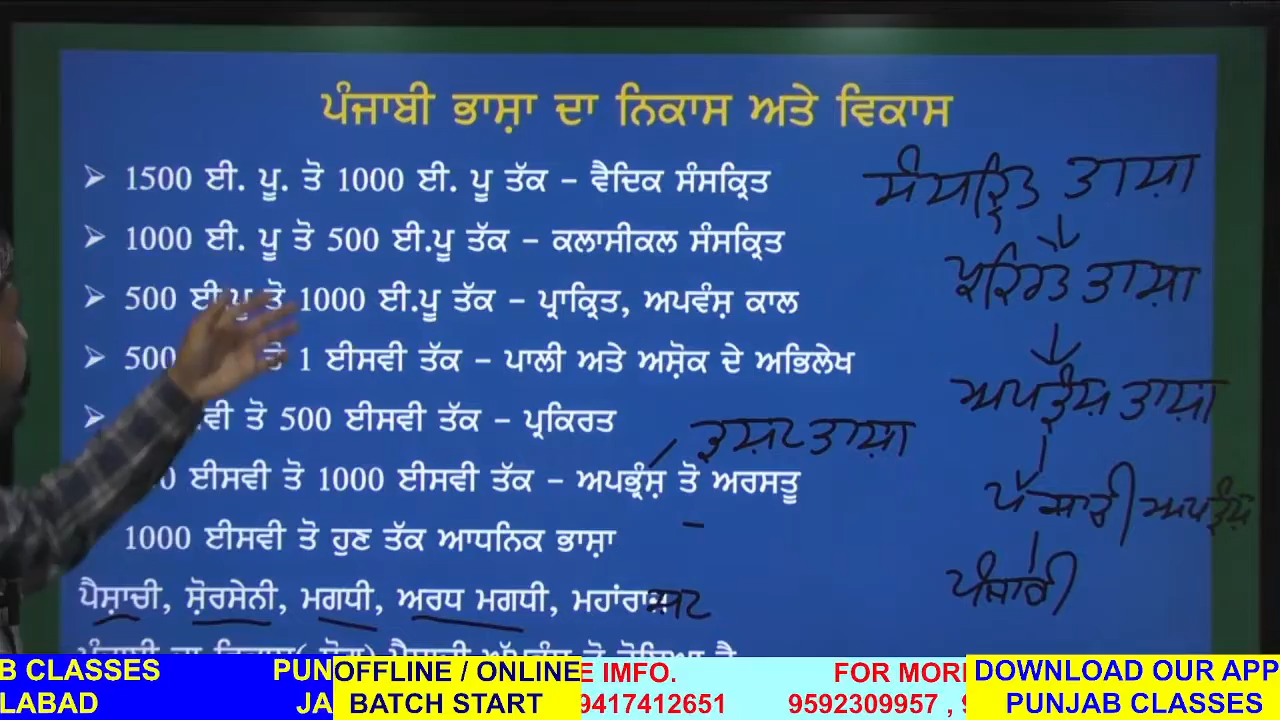 ਪੰਜਾਬੀ ਭਾਸ਼ਾ ਦਾ ਨਿਕਾਸ ਅਤੇ ਵਿਕਾਸ
➢ 1500 ਈ. ਪੂ. ਤੋ 1000 ਈ. ਪੂ ਤੱਕ – ਵੈਦਿਕ ਸੰਸਕ੍ਰਿਤ
➢ 1000 ਈ. ਪੂ ਤੋ 500 ਈ.ਪੂ ਤੱਕ – ਕਲਾਸੀਕਲ ਸੰਸਕ੍ਰਿਤ
➢ 500 ਈ.ਪੂ ਤੋ 1000 ਈ.ਪੂ ਤੱਕ – ਪ੍ਰਾਕ੍ਰਿਤ, ਅਪਵੰਸ਼ ਕਾਲ
➢ 500 ਤੋ 1 ਈਸਵੀ ਤੱਕ – ਪਾਲੀ ਅਤੇ ਅਸ਼ੋਕ ਦੇ ਅਭਿਲੇਖ
ਤੋ 500 ਈਸਵੀ ਤੱਕ – ਪ੍ਰਕਿਰਤ
ਈਸਵੀ ਤੋ 1000 ਈਸਵੀ ਤੱਕ – ਅਪਭ੍ਰੰਸ਼ ਤੋ ਅਰਸਤੂ
1000 ਈਸਵੀ ਤੋ ਹੁਣ ਤੱਕ ਆਧਨਿਕ ਭਾਸ਼ਾ
ਪੈਸ਼ਾਚੀ, ਸ਼ੋਰਸੇਨੀ, ਮਗਧੀ, ਅਰਧ ਮਗਧੀ, ਮਹਾਂਰਾਸ਼ਟ
ਸੰਸਕ੍ਰਿਤ ਭਾਸ਼ਾ
ਭਾਸ਼ਾ
ਅਪਭ੍ਰੰਸ਼ ਭਾਸ਼ਾ
ਭ੍ਰਸ਼ਟ ਭਾਸ਼ਾ
ਅਪਭ੍ਰੰਸ਼
ਪੰਜਾਬੀ
B CLASSES PUN OFFLINE / ONLINE E IMFO. FOR MOR DOWNLOAD OUR APP
LABAD JA BATCH START 9417412651 9592309957 , PUNJAB CLASSES